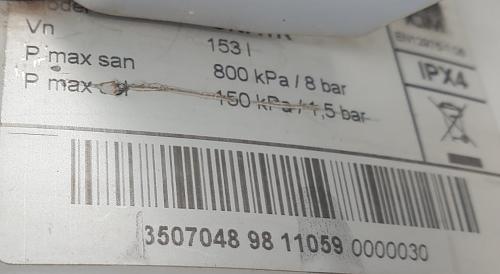 Vn 153 l
P max san 800 kPa / 8 bar
P max 150 kPa / 1,5 bar
IPX4
3507048 98 11059 0000030